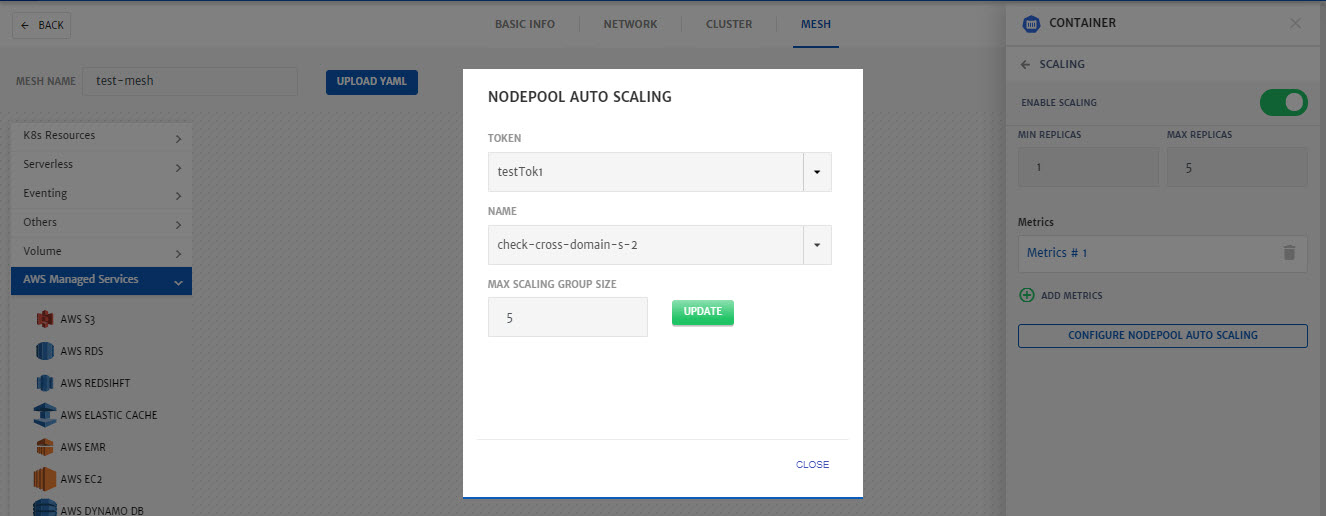 BACK
BASIC INFO
NETWORK
CLUSTER
MESH
MESH NAME
test-mesh
UPLOAD YAML
K8s Resources
Serverless
Eventing
Others
Volume
AWS Managed Services
AWS S3
AWS RDS
AWS REDSIHFT
AWS ELASTIC CACHE
AWS EMR
AWS EC2
AWS DYNAMO DB
NODEPOOL AUTO SCALING
TOKEN
testTok1
NAME
check-cross-domain-s-2
MAX SCALING GROUP SIZE
5
UPDATE
CLOSE
CONTAINER
SCALING
ENABLE SCALING
MIN REPLICAS
MAX REPLICAS
1
5
Metrics
Metrics # 1
ADD METRICS
CONFIGURE NODEPOOL AUTO SCALING